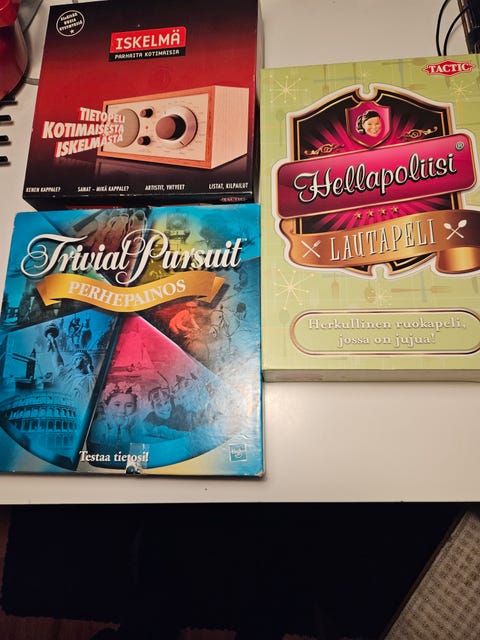 ISKELMÄ
PARHAITA KOTIMAISIA
TIETOPELI
KOTIMAISESTA
ISKELMÄSTÄ
KENEN KAPPALE?
SANAT - MIKÄ KAPPALE?
ARTISTIT, YHTYEET
LISTAT, KILPAILUT
TACTIC
Trivial Pursuit
PERHEPAINOS
Testaa tietosi!
TACTIC
Hellapoliisi®
LAUTAPELI
Herkullinen ruokapeli,
jossa on jujua!